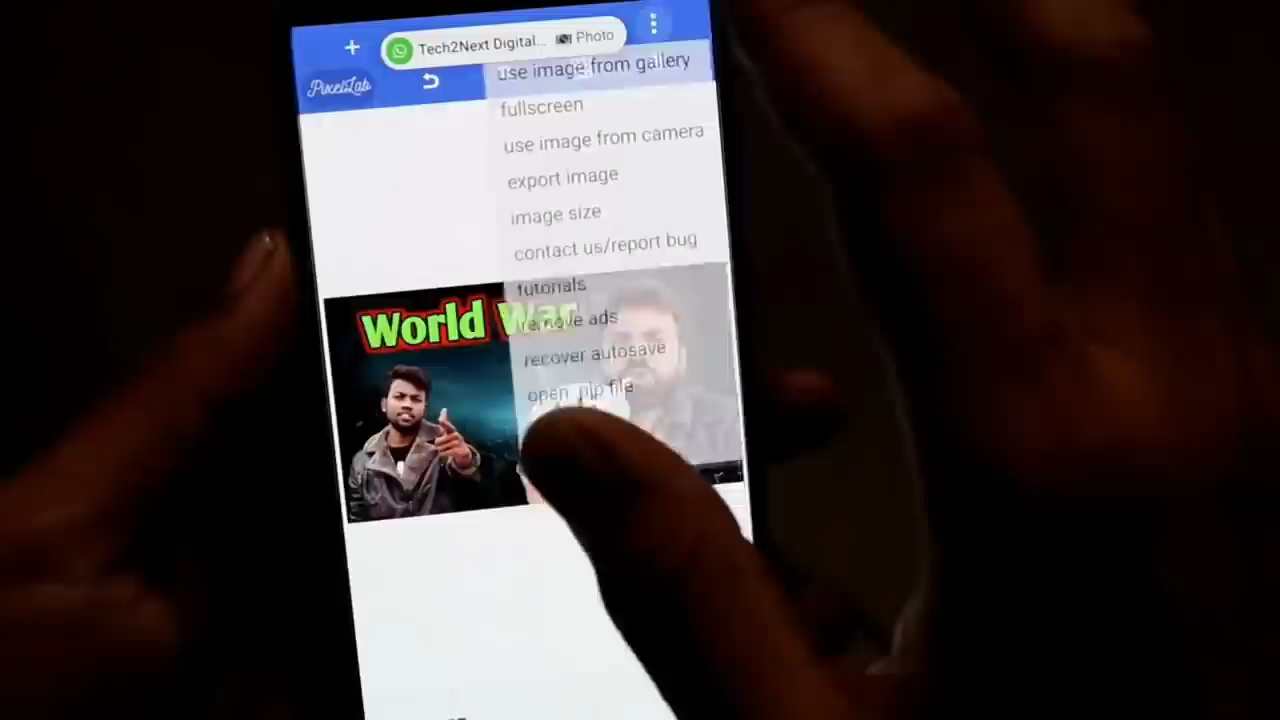 +
Tech2Next Digital... Photo
PixelLab
use image from gallery
fullscreen
use image from camera
export image
image size
contact us/report bug
tutorials
World War
remove ads
recover autosave
open .plp file